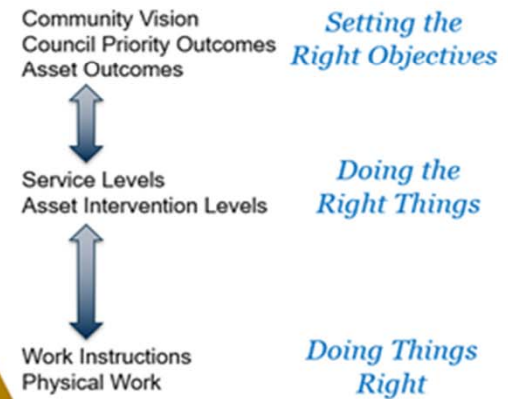 Community Vision
Council Priority Outcomes
Asset Outcomes
Setting the
Right Objectives
Service Levels
Asset Intervention Levels
Doing the
Right Things
Work Instructions
Physical Work
Doing Things
Right